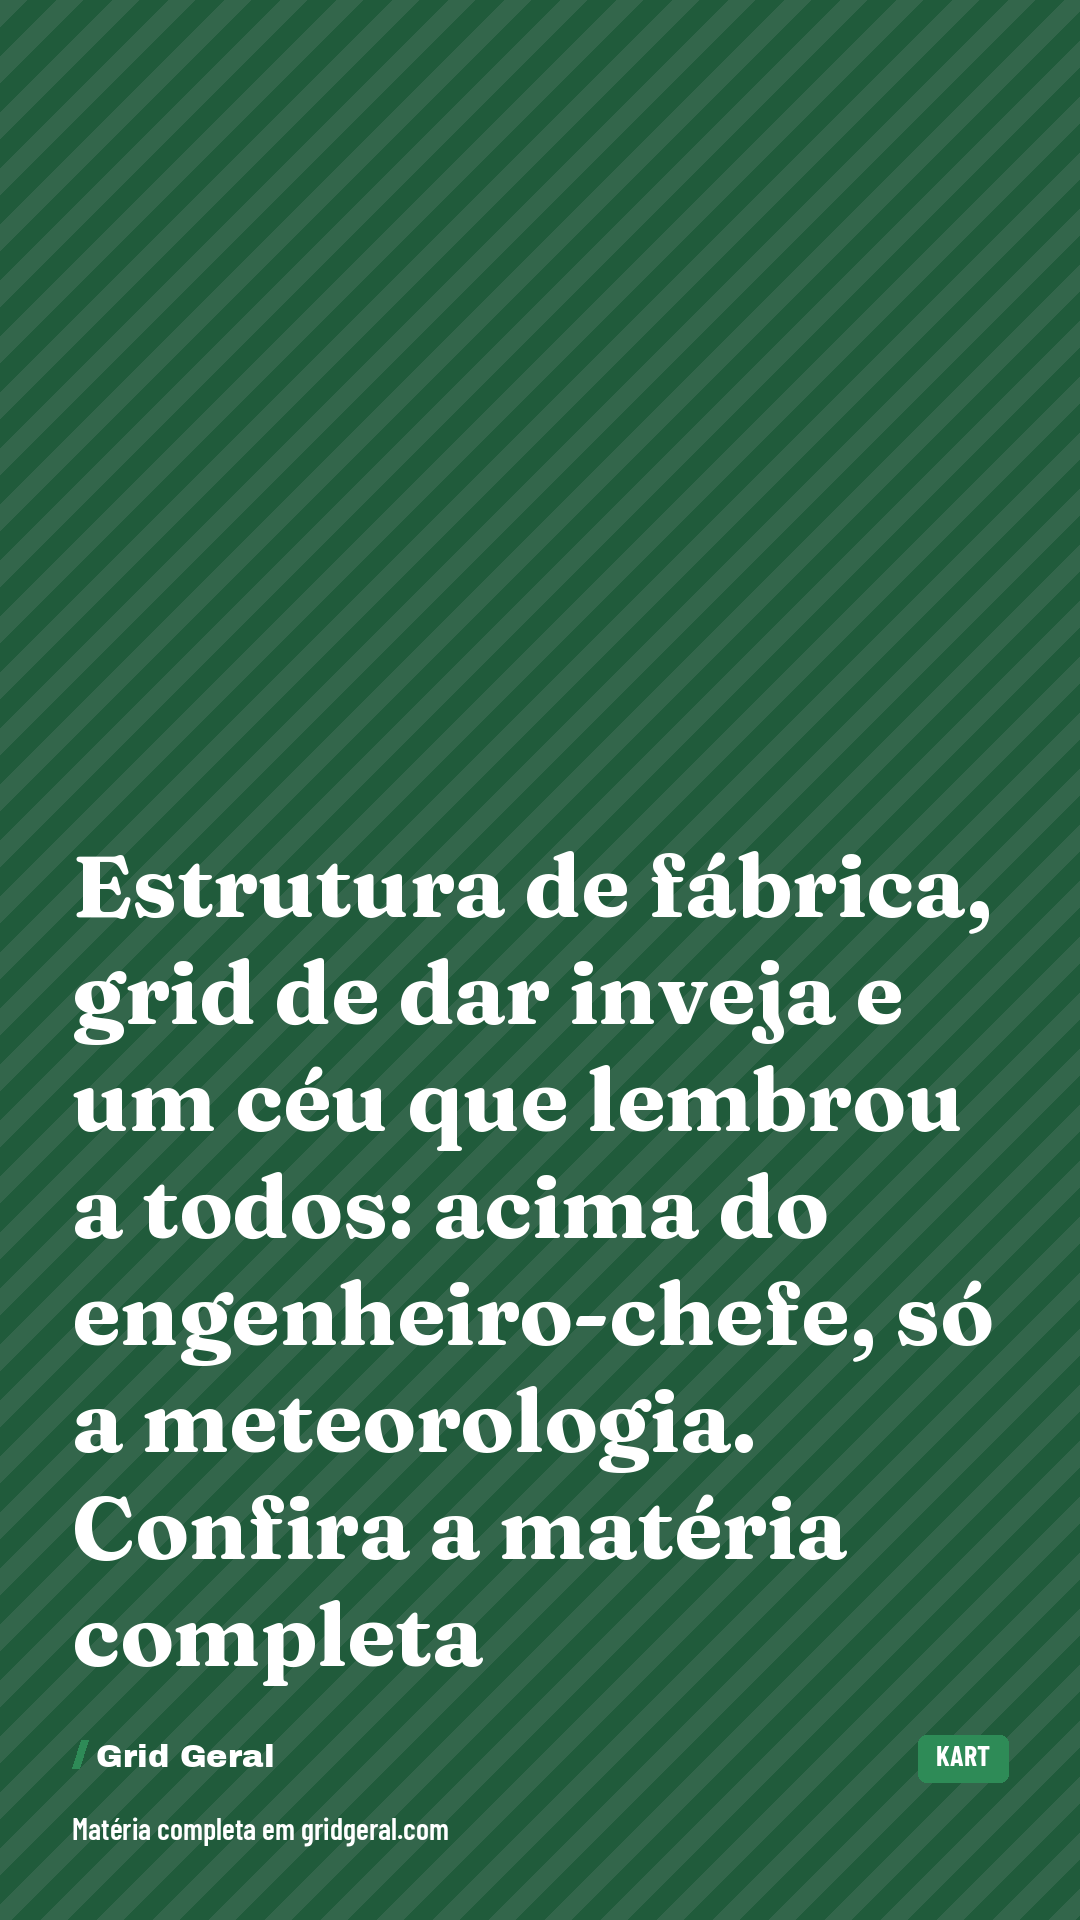 Estrutura de fábrica,
grid de dar inveja e
um céu que lembrou
a todos: acima do
engenheiro-chefe, só
a meteorologia.
Confira a matéria
completa
/ Grid Geral
KART
Matéria completa em gridgeral.com